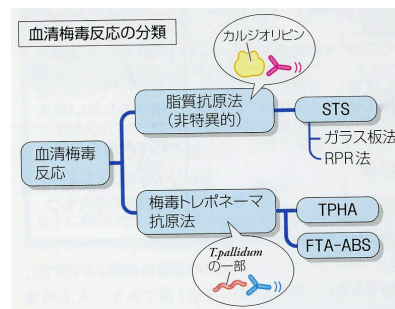 血清梅毒反応の分類
カルジオリピン
脂質抗原法
(非特異的)
STS
ガラス板法
RPR法
血清梅毒
反応
梅毒トレポネーマ
抗原法
TPHA
FTA-ABS
T.pallidum
の一部